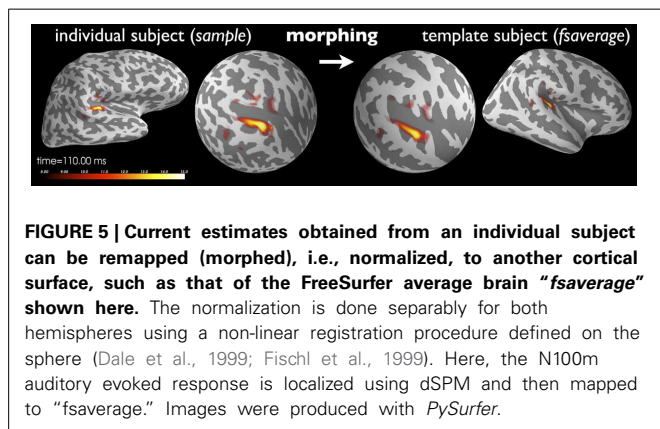 individual subject (sample) morphing template subject (fsaverage)
time=110.00 ms
FIGURE 5 | Current estimates obtained from an individual subject
can be remapped (morphed), i.e., normalized, to another cortical
surface, such as that of the FreeSurfer average brain “fsaverage”
shown here. The normalization is done separately for both
hemispheres using a non-linear registration procedure defined on the
sphere (Dale et al., 1999; Fischl et al., 1999). Here, the N100m
auditory evoked response is localized using dSPM and then mapped
to “fsaverage.” Images were produced with PySurfer.